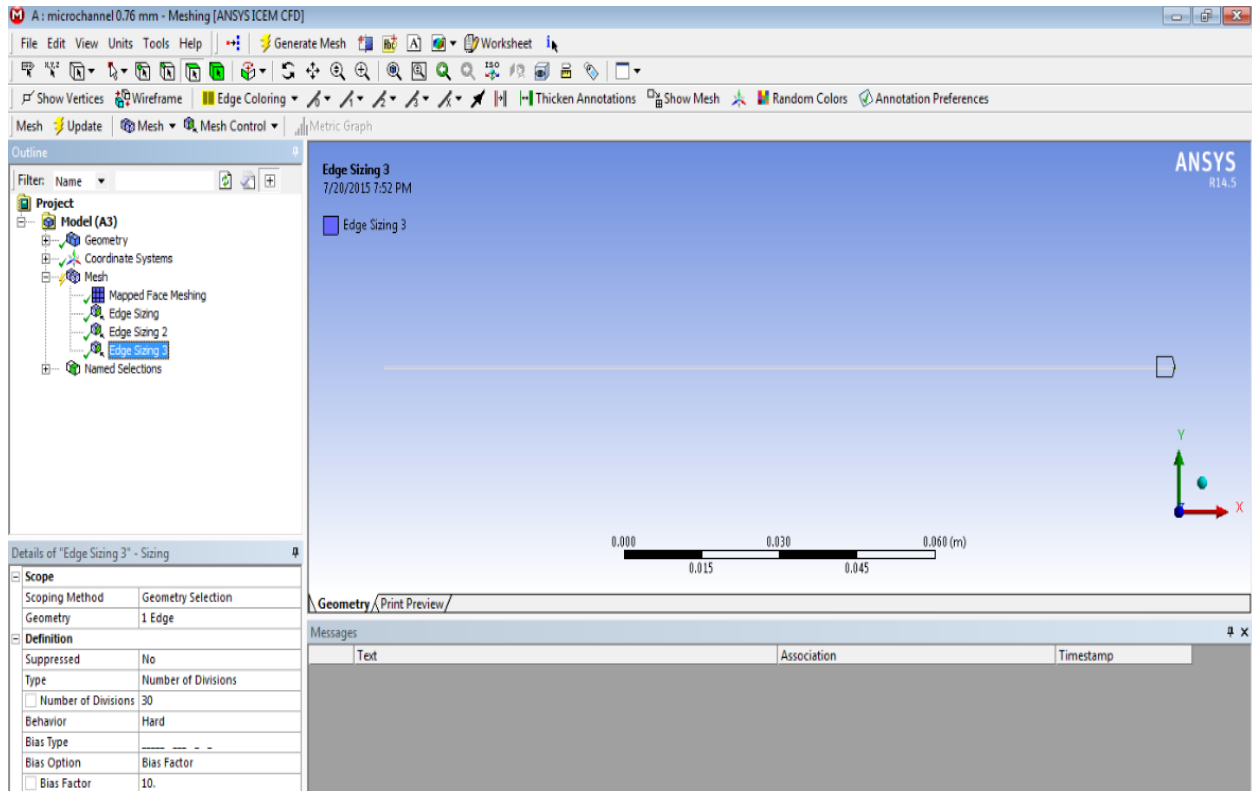 A : microchannel 0.76 mm - Meshing [ANSYS ICEM CFD]
File Edit View Units Tools Help Generate Mesh A Worksheet
Show Vertices Wireframe Edge Coloring Thicken Annotations Show Mesh Random Colors Annotation Preferences
Mesh Update Mesh Mesh Control Metric Graph
Outline
Filter: Name
Project
Model (A3)
Geometry
Coordinate Systems
Mesh
Mapped Face Meshing
Edge Sizing
Edge Sizing 2
Edge Sizing 3
Named Selections
Edge Sizing 3
7/20/2015 7:52 PM
Edge Sizing 3
ANSYS
R14.5
Y
X
0.000 0.030 0.060 (m)
0.015 0.045
Geometry Print Preview
Details of "Edge Sizing 3" - Sizing
Scope
Scoping Method Geometry Selection
Geometry 1 Edge
Definition
Suppressed No
Type Number of Divisions
Number of Divisions 30
Behavior Hard
Bias Type _____ ___ _ _
Bias Option Bias Factor
Bias Factor 10.
Messages
Text Association Timestamp